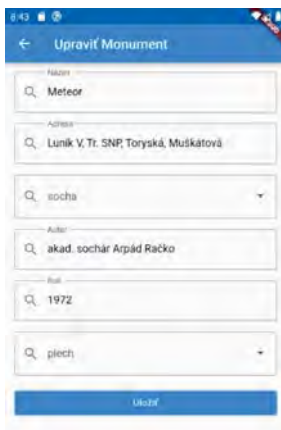 8:43
Upraviť Monument
Názov
Meteor
Adresa
Luník V, Tr. SNP, Toryská, Muškátová
socha
Autor
akad. sochár Arpád Račko
Rok
1972
plech
Uložiť